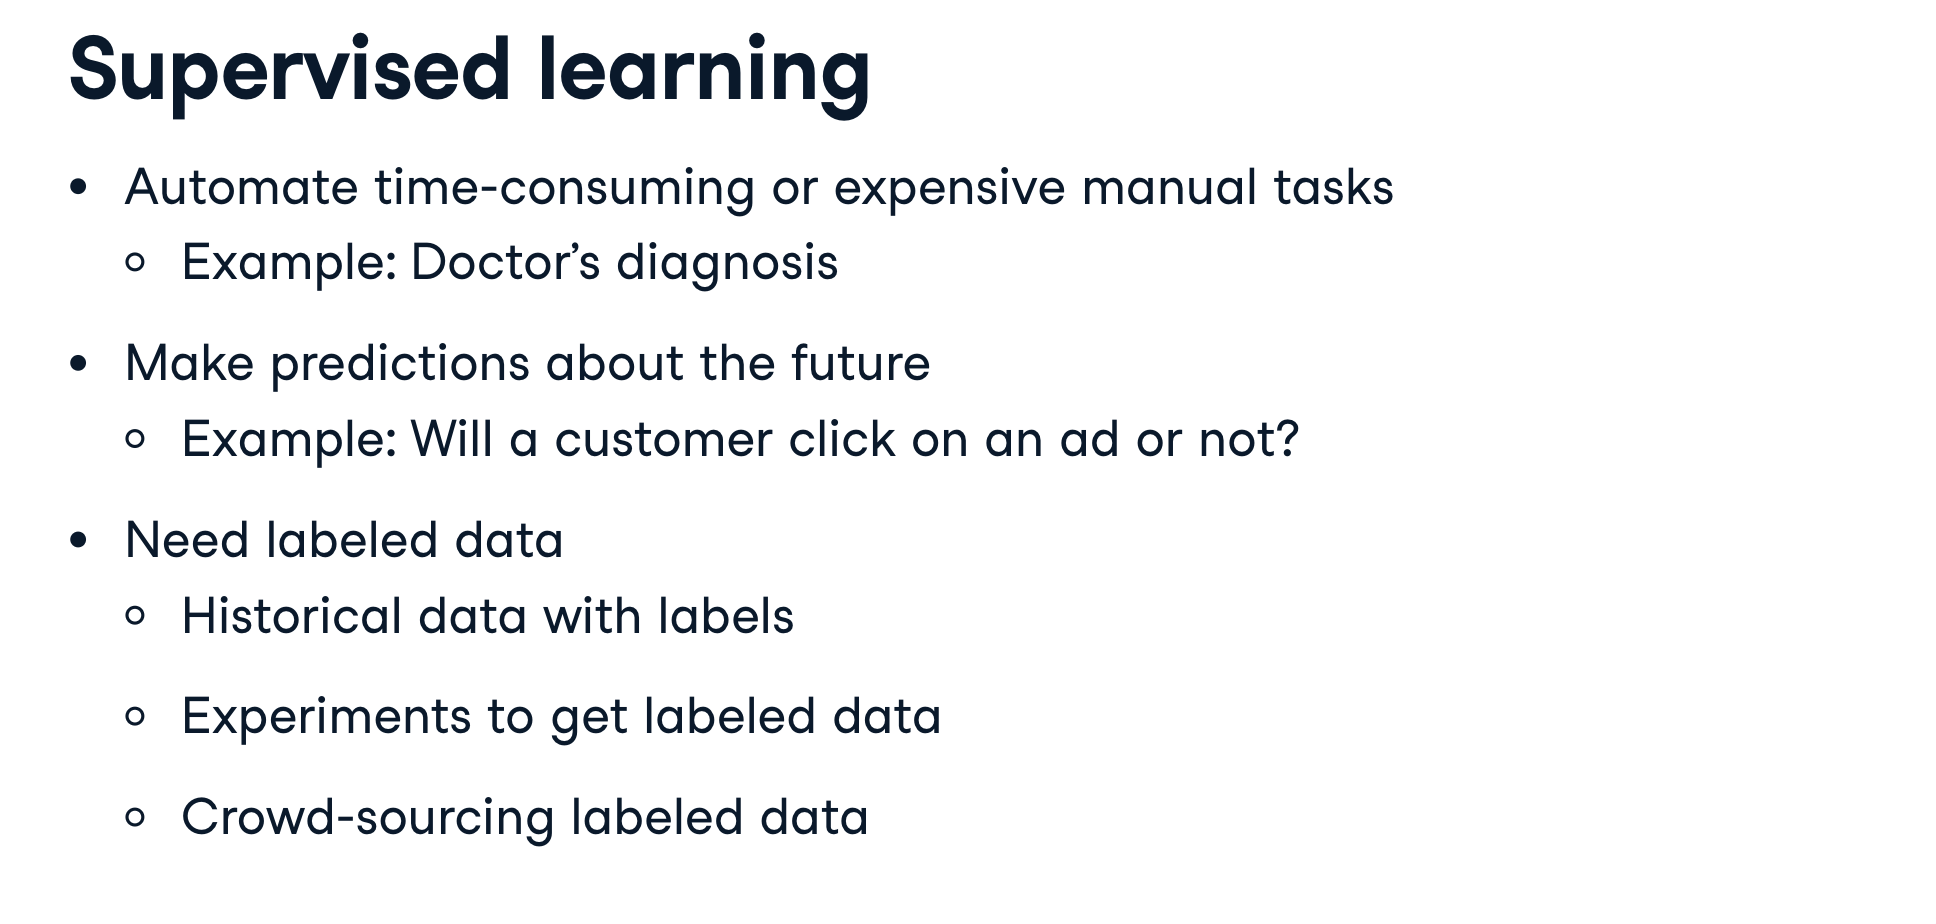 Supervised learning
• Automate time-consuming or expensive manual tasks
◦ Example: Doctor’s diagnosis
• Make predictions about the future
◦ Example: Will a customer click on an ad or not?
• Need labeled data
◦ Historical data with labels
◦ Experiments to get labeled data
◦ Crowd-sourcing labeled data